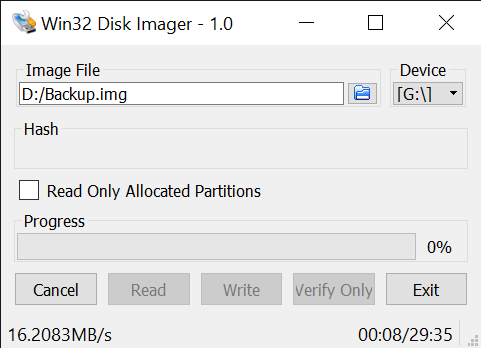 Win32 Disk Imager - 1.0
Image File
Device
D:/Backup.img
[G:\]
Hash
Read Only Allocated Partitions
Progress
0%
Cancel
Read
Write
Verify Only
Exit
16.2083MB/s
00:08/29:35